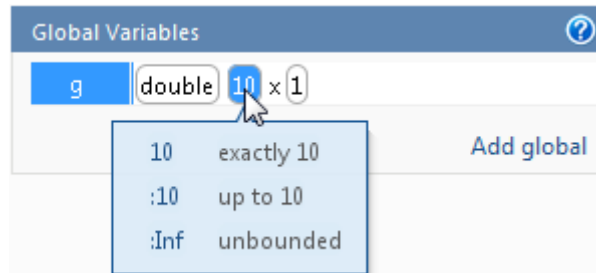 Global Variables ?
g double 10 x 1
10 exactly 10
Add global
:10 up to 10
:Inf unbounded